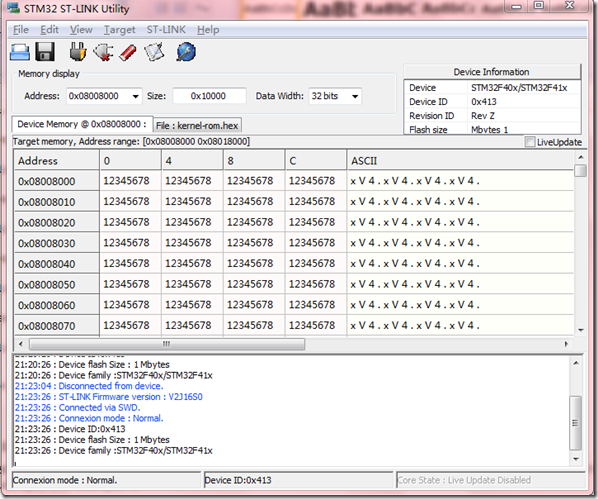 STM32 ST-LINK Utility
File Edit View Target ST-LINK Help
Memory display
Address: 0x08008000 Size: 0x10000 Data Width: 32 bits
Device Information
Device STM32F40x/STM32F41x
Device ID 0x413
Revision ID Rev Z
Flash size Mbytes 1
Device Memory @ 0x08008000 : File : kernel-rom.hex
Target memory, Address range: [0x08008000 0x08018000] LiveUpdate
Address 0 4 8 C ASCII
0x08008000 12345678 12345678 12345678 12345678 x V 4 . x V 4 . x V 4 . x V 4 .
0x08008010 12345678 12345678 12345678 12345678 x V 4 . x V 4 . x V 4 . x V 4 .
0x08008020 12345678 12345678 12345678 12345678 x V 4 . x V 4 . x V 4 . x V 4 .
0x08008030 12345678 12345678 12345678 12345678 x V 4 . x V 4 . x V 4 . x V 4 .
0x08008040 12345678 12345678 12345678 12345678 x V 4 . x V 4 . x V 4 . x V 4 .
0x08008050 12345678 12345678 12345678 12345678 x V 4 . x V 4 . x V 4 . x V 4 .
0x08008060 12345678 12345678 12345678 12345678 x V 4 . x V 4 . x V 4 . x V 4 .
0x08008070 12345678 12345678 12345678 12345678 x V 4 . x V 4 . x V 4 . x V 4 .
21:20:26 : Device flash Size : 1 Mbytes
21:20:26 : Device family :STM32F40x/STM32F41x
21:23:04 : Disconnected from device.
21:23:26 : ST-LINK Firmware version : V2J16S0
21:23:26 : Connected via SWD.
21:23:26 : Connexion mode : Normal.
21:23:26 : Device ID:0x413
21:23:26 : Device flash Size : 1 Mbytes
21:23:26 : Device family :STM32F40x/STM32F41x
Connexion mode : Normal. Device ID:0x413 Core State : Live Update Disabled